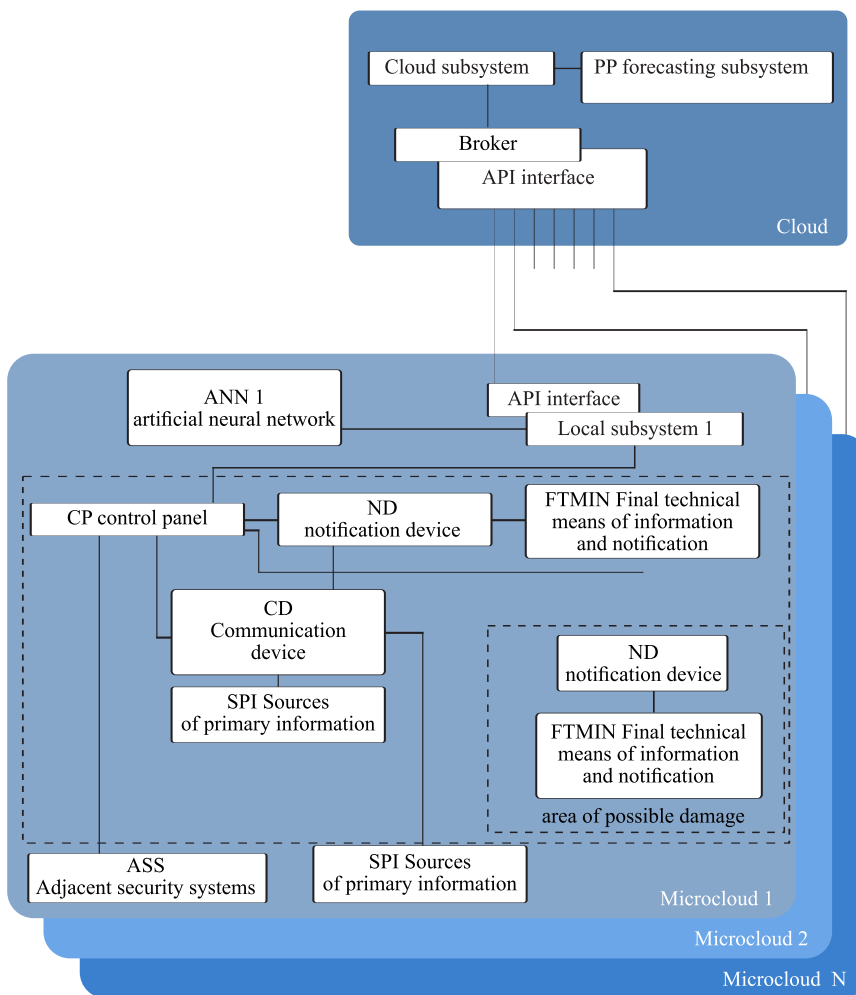 Cloud subsystem
PP forecasting subsystem
Broker
API interface
Cloud
ANN 1
artificial neural network
API interface
Local subsystem 1
CP control panel
ND
notification device
FTMIN Final technical
means of information
and notification
CD
Communication
device
SPI Sources
of primary information
ND
notification device
FTMIN Final technical
means of information
and notification
area of possible damage
ASS
Adjacent security systems
SPI Sources
of primary information
Microcloud 1
Microcloud 2
Microcloud N